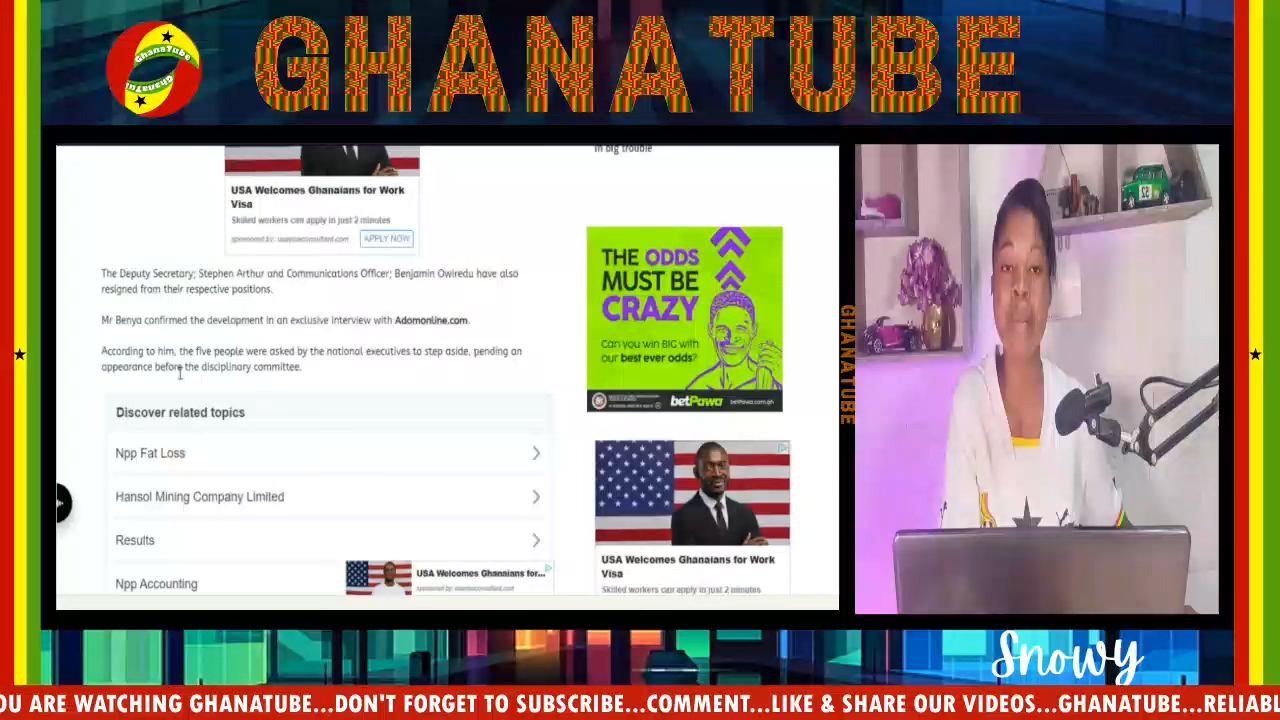 GHANATUBE
GhanaTube
in big trouble
USA Welcomes Ghanaians for Work
Visa
Skilled workers can apply in just 2 minutes
APPLY NOW
The Deputy Secretary; Stephen Arthur and Communications Officer; Benjamin Owiredu have also
resigned from their respective positions.
Mr Benya confirmed the development in an exclusive interview with Adomonline.com.
According to him, the five people were asked by the national executives to step aside, pending an
appearance before the disciplinary committee.
Discover related topics
Npp Fat Loss
Hansol Mining Company Limited
Results
Npp Accounting
USA Welcomes Ghanaians for...
THE ODDS
MUST BE
CRAZY
Can you win BIG with
our best ever odds?
betPawa
betPawa.com.gh
USA Welcomes Ghanaians for Work
Visa
Skilled workers can apply in just 2 minutes
GHANATUBE
Snowy
OU ARE WATCHING GHANATUBE...DON'T FORGET TO SUBSCRIBE...COMMENT...LIKE & SHARE OUR VIDEOS...GHANATUBE...RELIABL